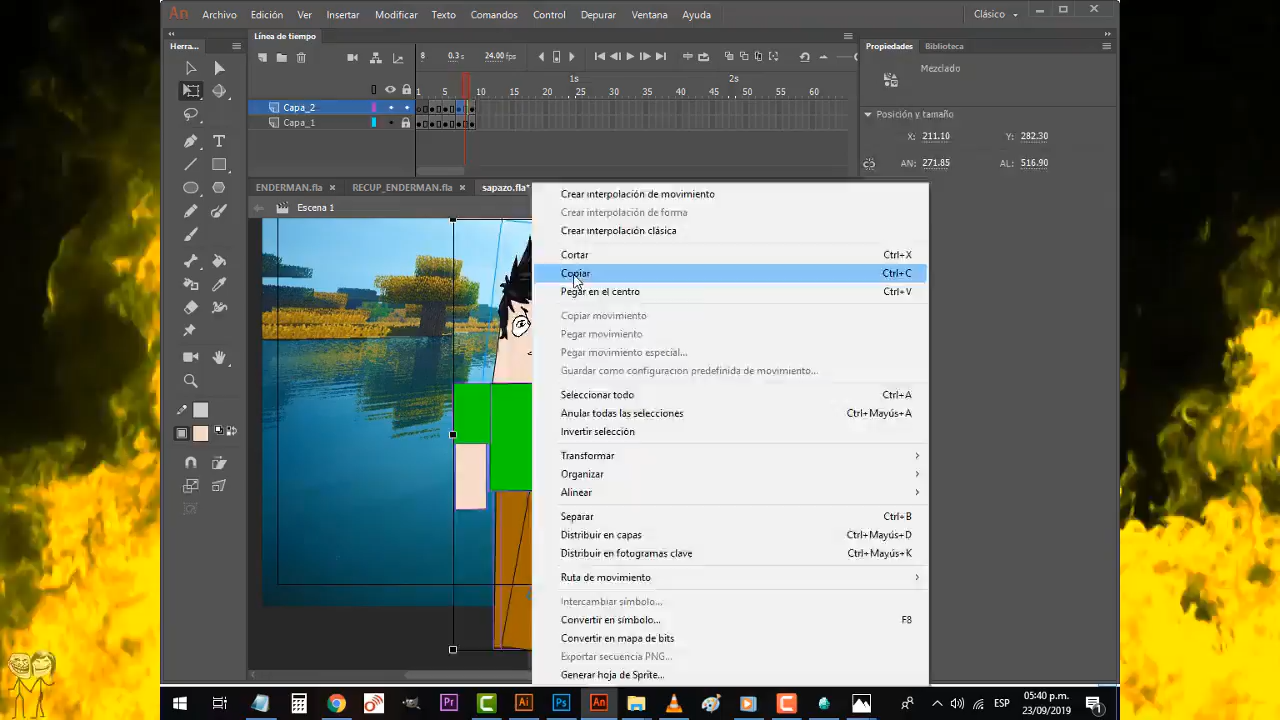 An Archivo Edición Ver Insertar Modificar Texto Comandos Control Depurar Ventana Ayuda Clásico
Herra... Línea de tiempo Propiedades Biblioteca
8 0.3 s 24.00 fps Mezclado
1s 2s
1 5 10 15 20 25 30 35 40 45 50 55 60
Capa_2
Capa_1
Posición y tamaño
X: 211.10 Y: 282.30
AN: 271.85 AL: 516.90
ENDERMAN.fla RECUP_ENDERMAN.fla sapazo.fla*
Escena 1
Crear interpolación de movimiento
Crear interpolación de forma
Crear interpolación clásica
Cortar Ctrl+X
Copiar Ctrl+C
Pegar en el centro Ctrl+V
Copiar movimiento
Pegar movimiento
Pegar movimiento especial...
Guardar como configuración predefinida de movimiento...
Seleccionar todo Ctrl+A
Anular todas las selecciones Ctrl+Mayús+A
Invertir selección
Transformar
Organizar
Alinear
Separar Ctrl+B
Distribuir en capas Ctrl+Mayús+D
Distribuir en fotogramas clave Ctrl+Mayús+K
Ruta de movimiento
Intercambiar símbolo...
Convertir en símbolo... F8
Convertir en mapa de bits
Exportar secuencia PNG...
Generar hoja de Sprite...
Pr Ai Ps An ESP 05:40 p.m.
23/09/2019